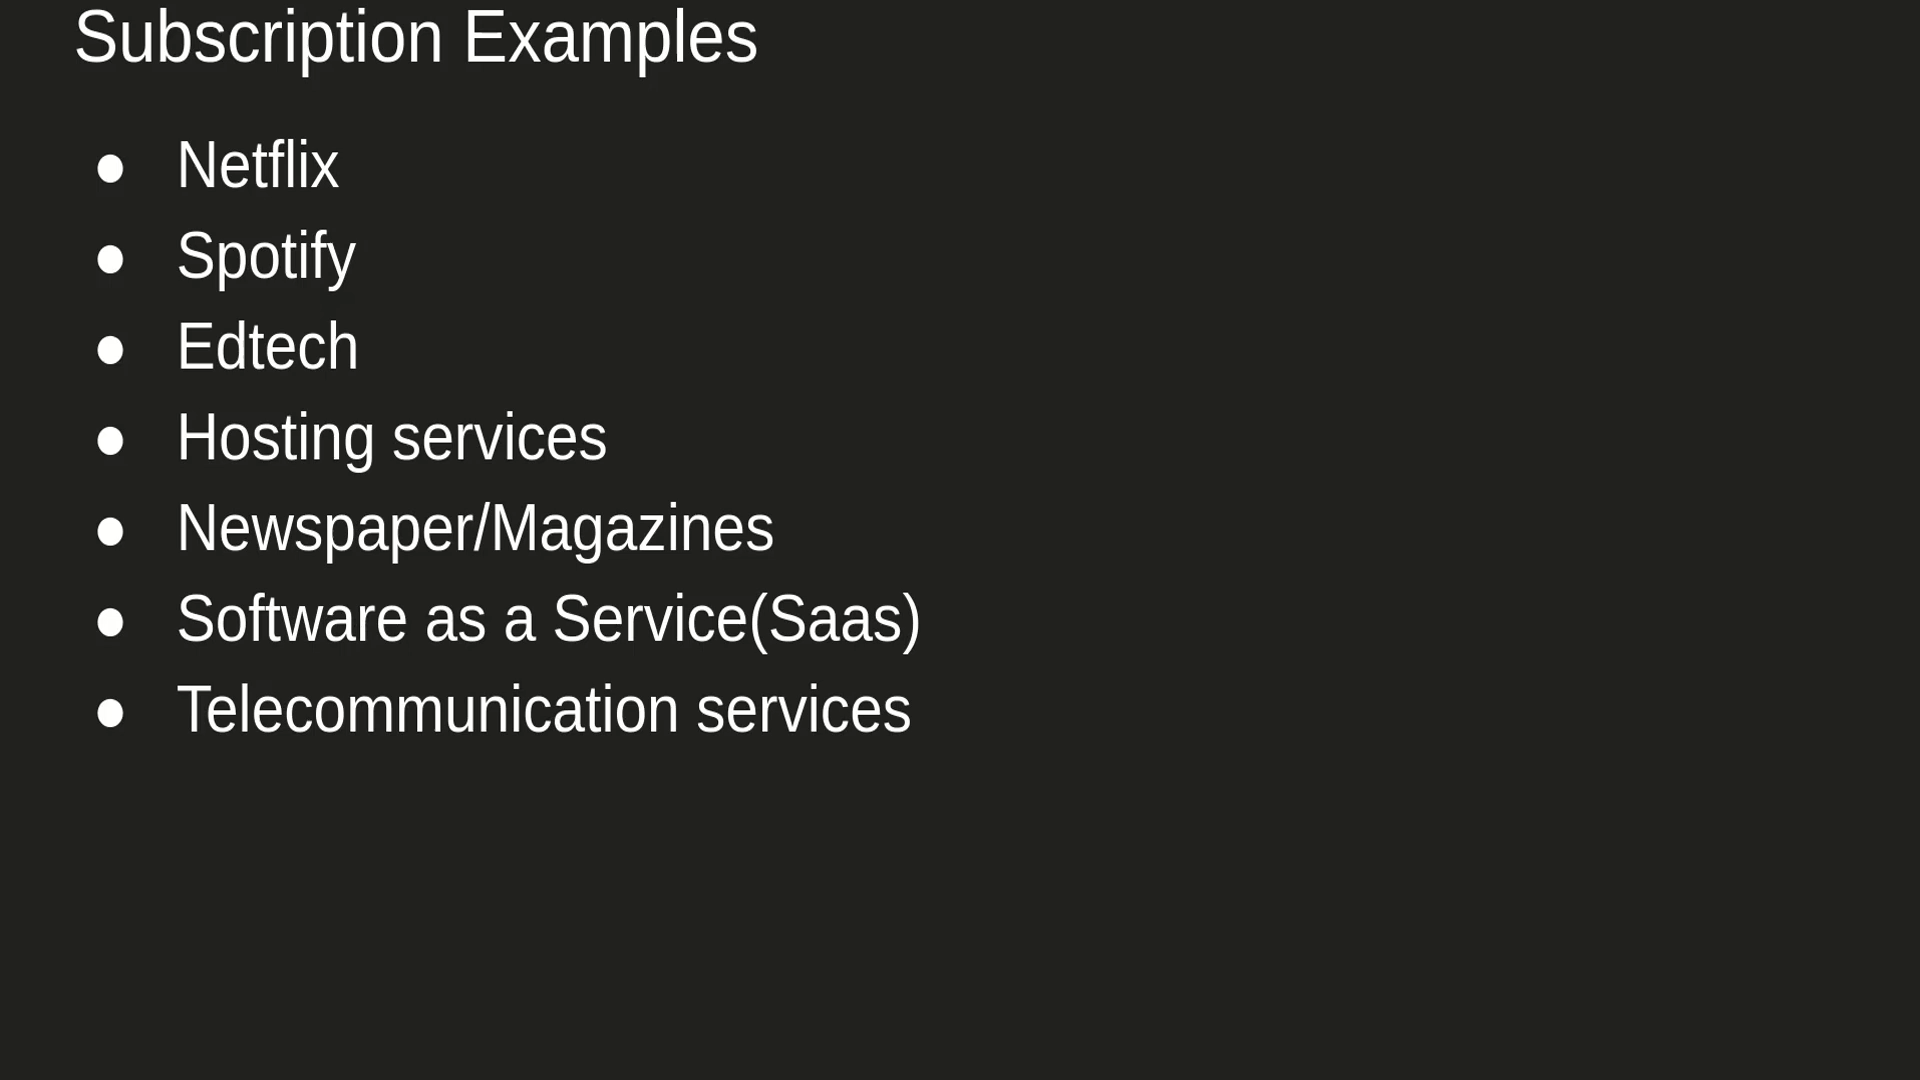 Subscription Examples
● Netflix
● Spotify
● Edtech
● Hosting services
● Newspaper/Magazines
● Software as a Service(Saas)
● Telecommunication services